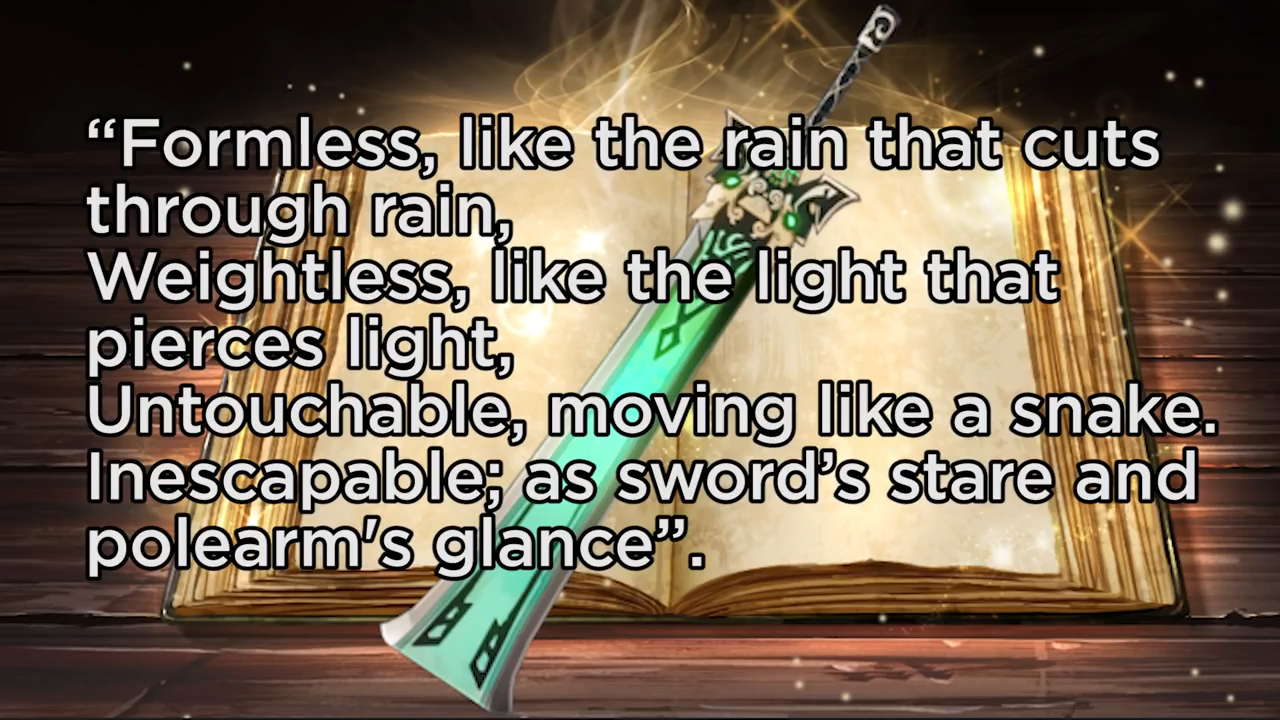 “Formless, like the rain that cuts
through rain,
Weightless, like the light that
pierces light,
Untouchable, moving like a snake.
Inescapable; as sword’s stare and
polearm's glance”.